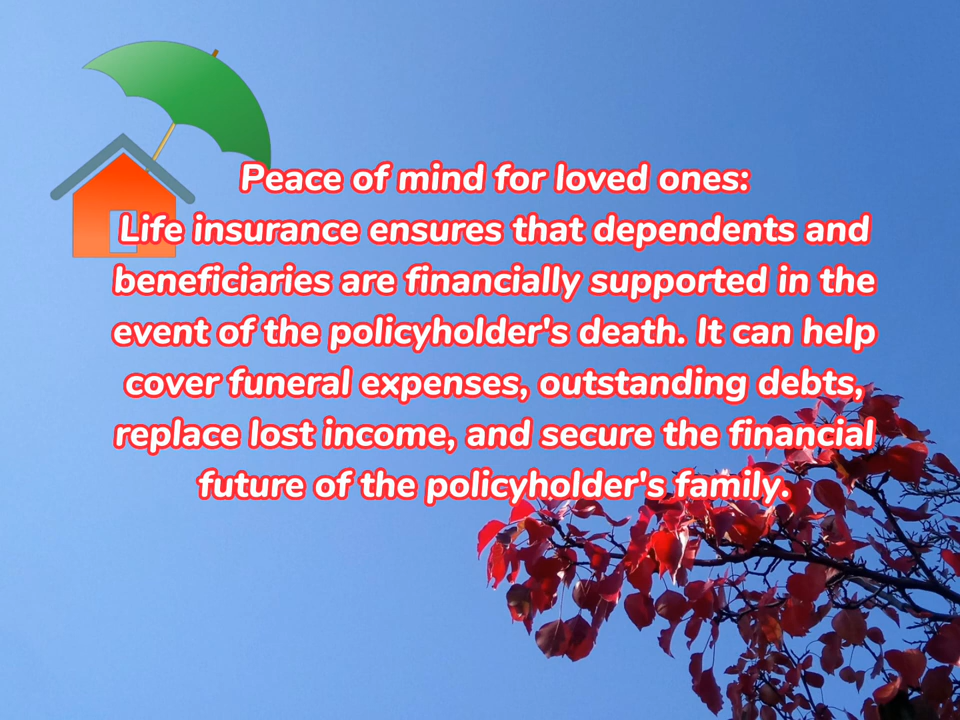 Peace of mind for loved ones:
Life insurance ensures that dependents and
beneficiaries are financially supported in the
event of the policyholder's death. It can help
cover funeral expenses, outstanding debts,
replace lost income, and secure the financial
future of the policyholder's family.